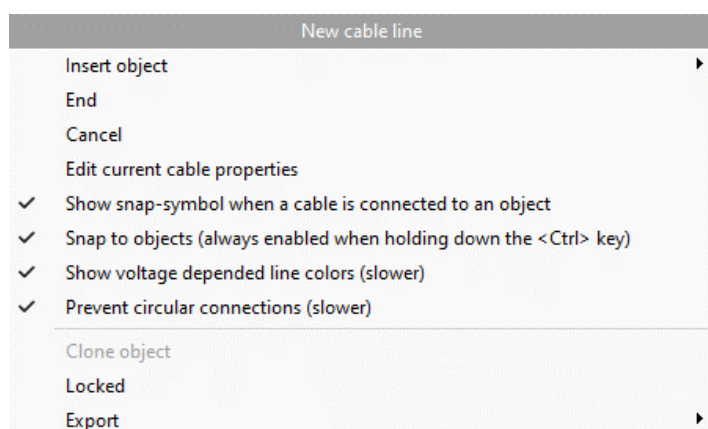 New cable line
Insert object
End
Cancel
Edit current cable properties
Show snap-symbol when a cable is connected to an object
Snap to objects (always enabled when holding down the <Ctrl> key)
Show voltage depended line colors (slower)
Prevent circular connections (slower)
Clone object
Locked
Export